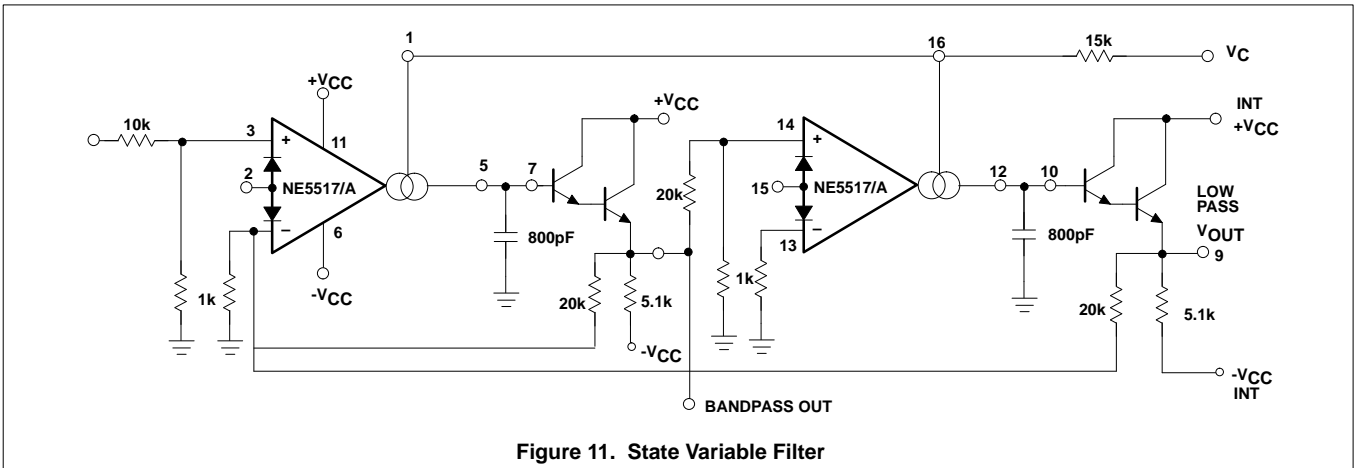 1
16
15k
VC
+VCC
+VCC
INT
+VCC
10k
3
+
11
14
+
2
NE5517/A
5
7
20k
15
NE5517/A
12
10
LOW
PASS
VOUT
9
−
6
800pF
13
−
800pF
1k
-VCC
20k
5.1k
1k
20k
5.1k
-VCC
-VCC
INT
BANDPASS OUT
Figure 11. State Variable Filter